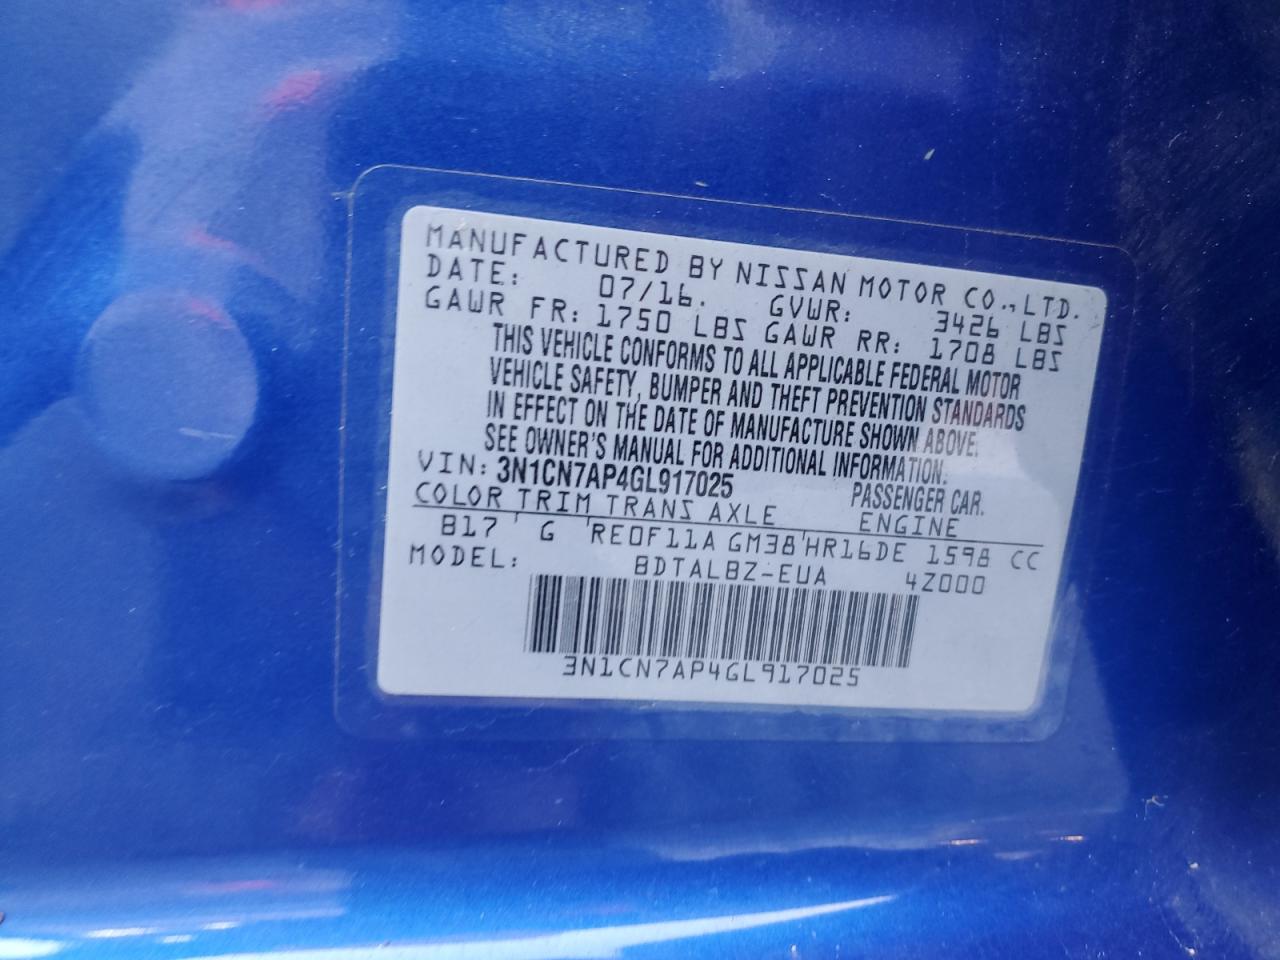 MANUFACTURED BY NISSAN MOTOR CO.,LTD.
DATE: 07/16. GVWR: 3426 LBS
GAWR FR: 1750 LBS GAWR RR: 1708 LBS
THIS VEHICLE CONFORMS TO ALL APPLICABLE FEDERAL MOTOR
VEHICLE SAFETY, BUMPER AND THEFT PREVENTION STANDARDS
IN EFFECT ON THE DATE OF MANUFACTURE SHOWN ABOVE.
SEE OWNER'S MANUAL FOR ADDITIONAL INFORMATION.
VIN: 3N1CN7AP4GL917025 PASSENGER CAR.
COLOR TRIM TRANS AXLE ENGINE
B17 ' G 'RE0F11A GM38'HR16DE 1598 CC
MODEL: BDTALBZ-EUA 4Z000
3N1CN7AP4GL917025